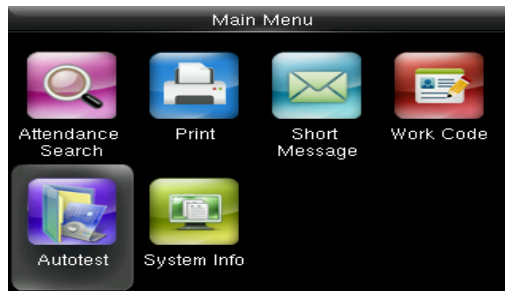 Main Menu
Attendance
Search
Print
Short
Message
Work Code
Autotest
System Info